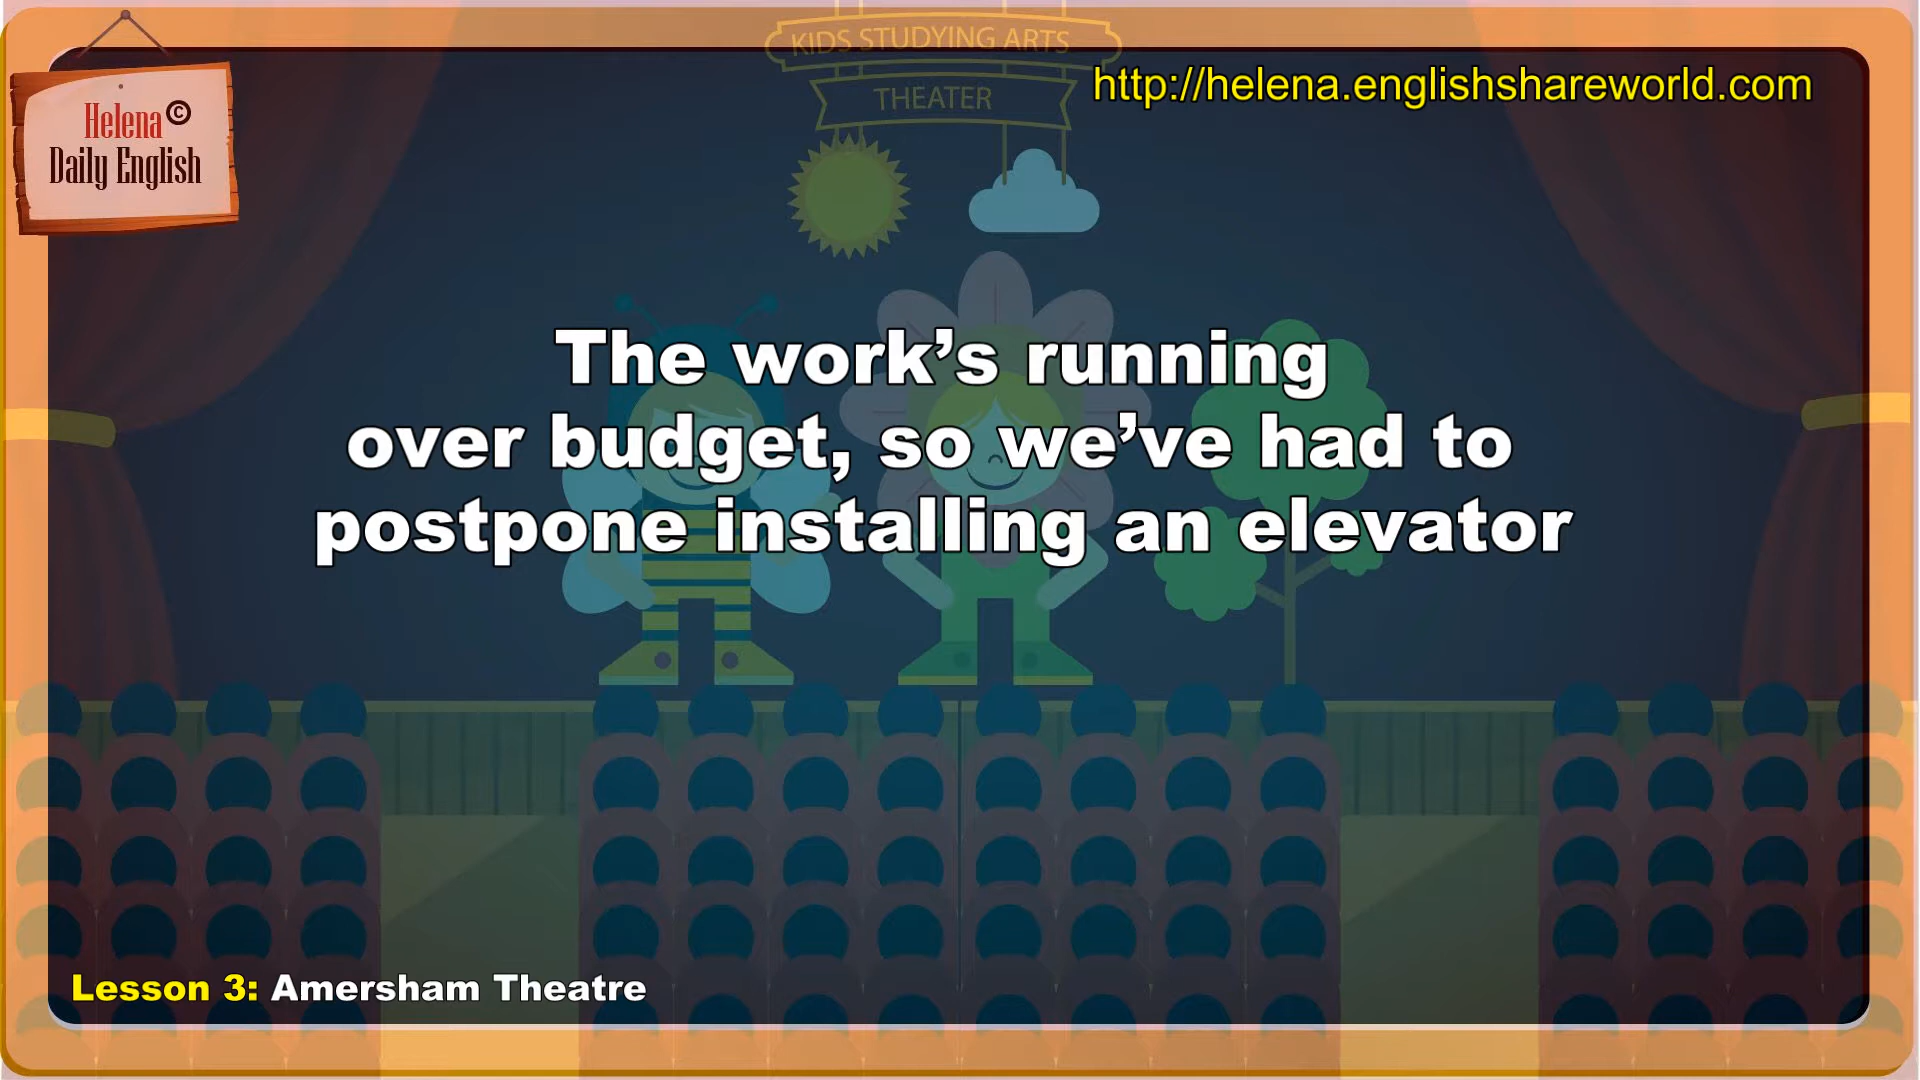 KIDS STUDYING ARTS
THEATER
http://helena.englishshareworld.com
Helena ©
Daily English
The work’s running
over budget, so we’ve had to
postpone installing an elevator
Lesson 3: Amersham Theatre